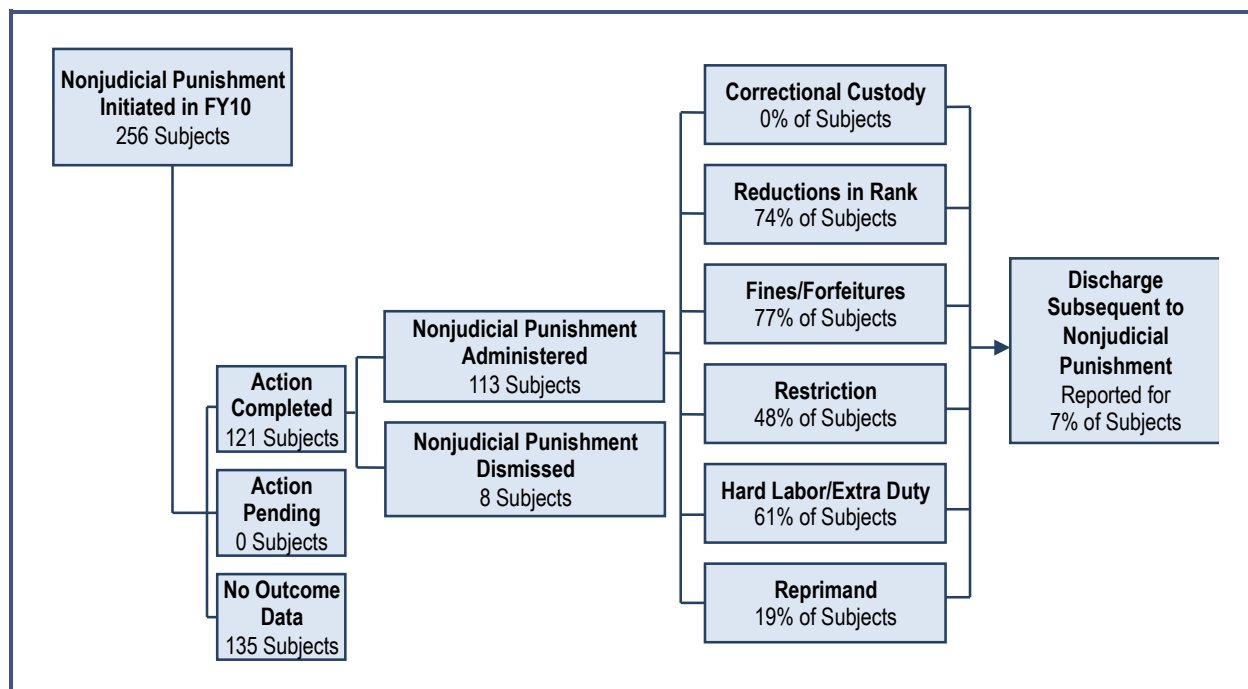 Nonjudicial Punishment
Initiated in FY10
256 Subjects
Action
Completed
121 Subjects
Action
Pending
0 Subjects
No Outcome
Data
135 Subjects
Nonjudicial Punishment
Administered
113 Subjects
Nonjudicial Punishment
Dismissed
8 Subjects
Correctional Custody
0% of Subjects
Reductions in Rank
74% of Subjects
Fines/Forfeitures
77% of Subjects
Restriction
48% of Subjects
Hard Labor/Extra Duty
61% of Subjects
Reprimand
19% of Subjects
Discharge
Subsequent to
Nonjudicial
Punishment
Reported for
7% of Subjects